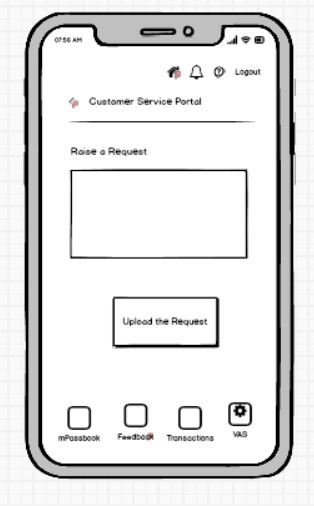 07:56 AM
Logout
Customer Service Portal
Raise a Request
Upload the Request
mPassbook Feedback Transactions VAS